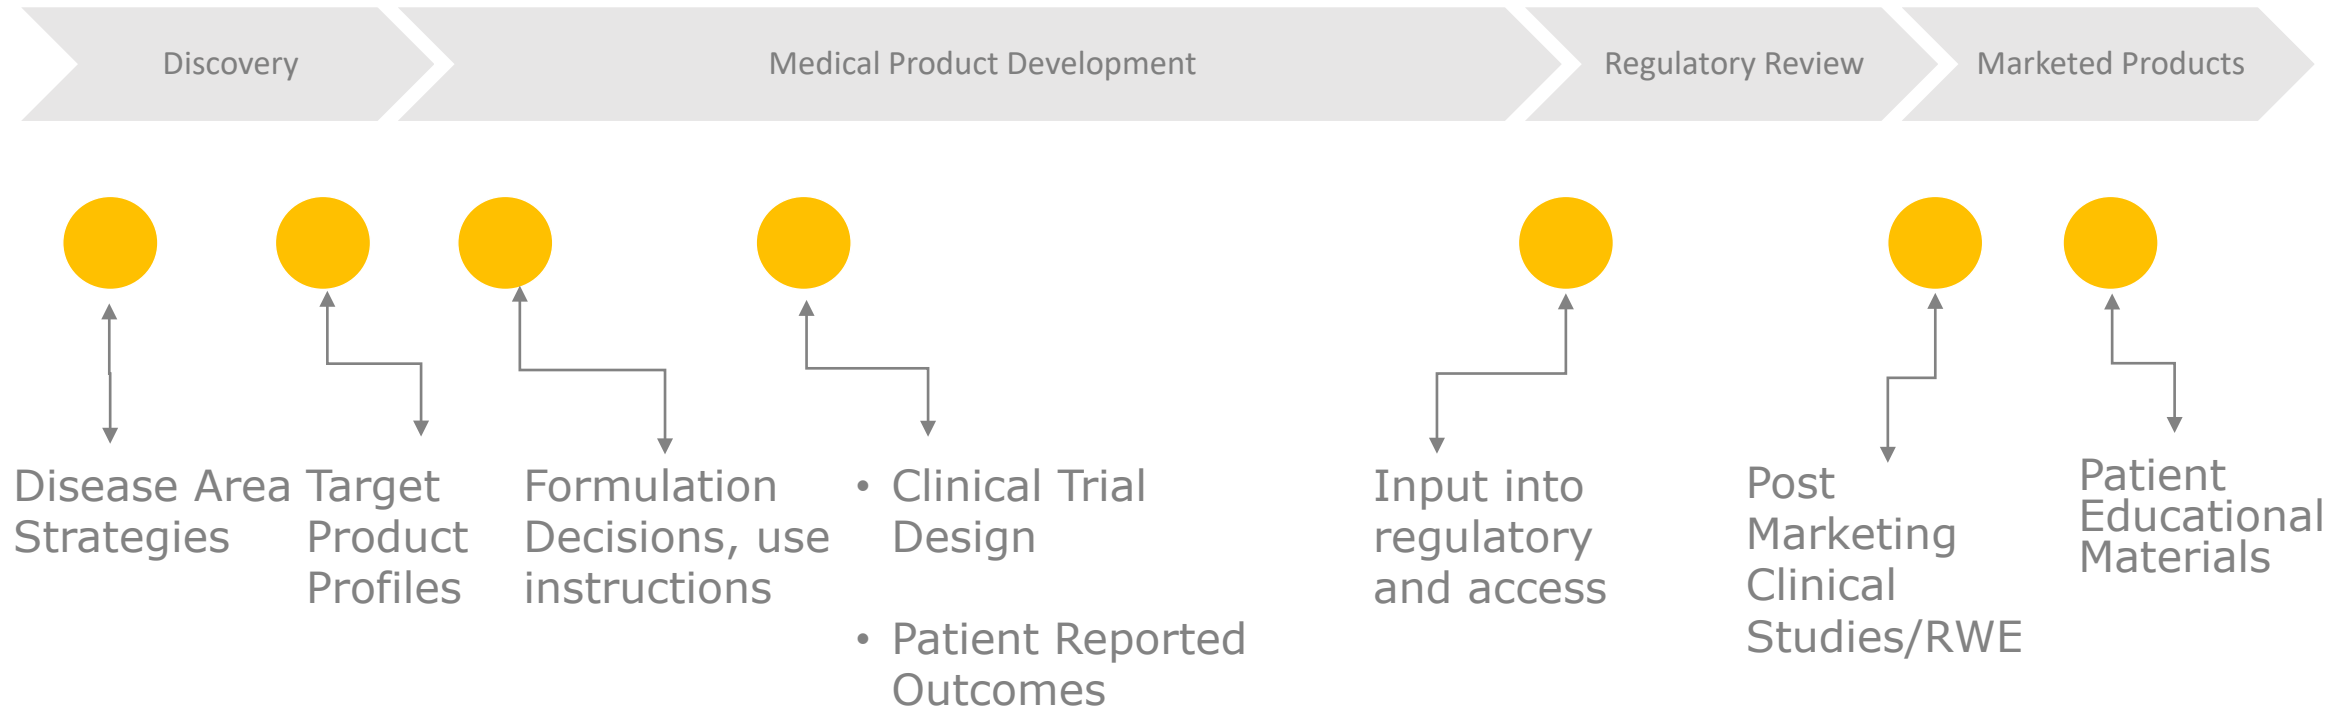 Discovery
Medical Product Development
Regulatory Review
Marketed Products
Disease Area
Strategies
Target
Product
Profiles
Formulation
Decisions, use
instructions
• Clinical Trial
Design
• Patient Reported
Outcomes
Input into
regulatory
and access
Post
Marketing
Clinical
Studies/RWE
Patient
Educational
Materials